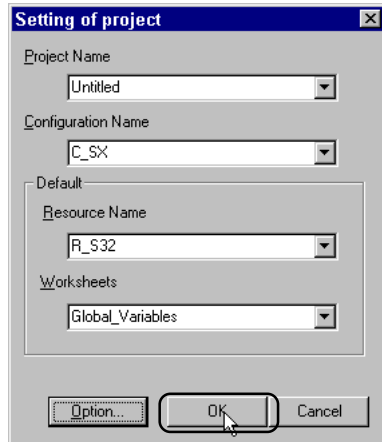 Setting of project
Project Name
Untitled
Configuration Name
C_SX
Default
Resource Name
R_S32
Worksheets
Global_Variables
Option... OK Cancel